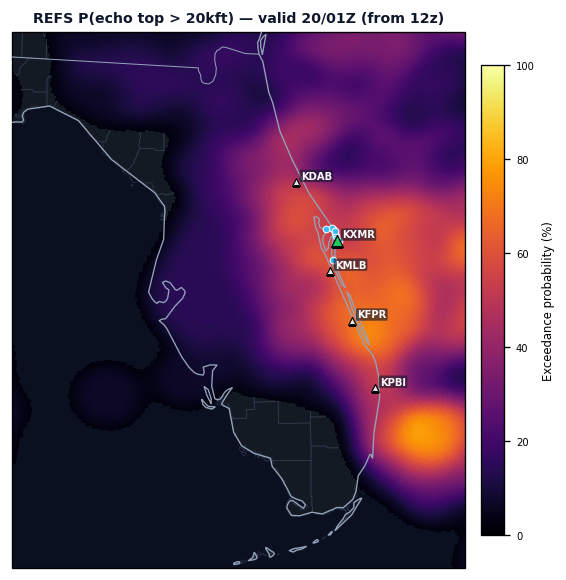 REFS P(echo top > 20kft) — valid 20/01Z (from 12z)
KDAB
KXMR
KMLB
KFPR
KPBI
100
80
60
40
20
0
Exceedance probability (%)